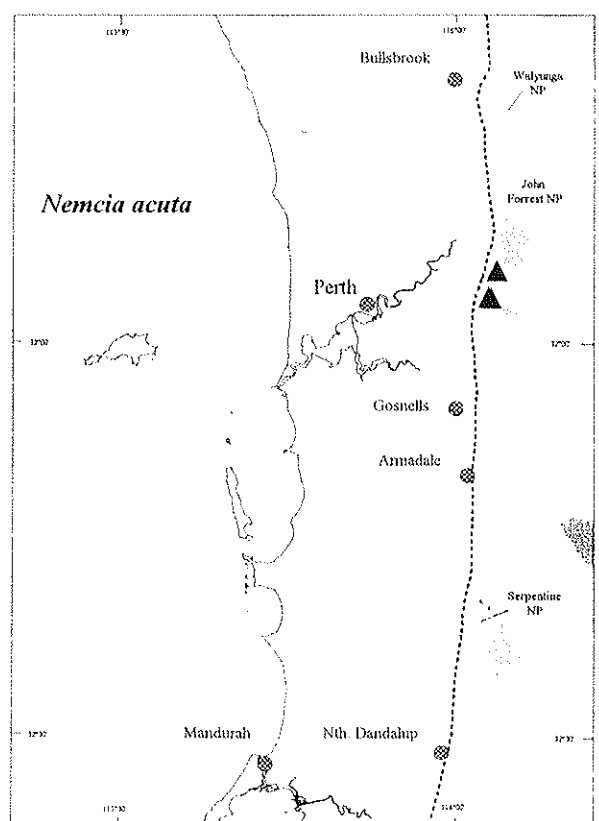 Bullsbrook
Walyunga
NP
John
Forrest NP
Nemcia acuta
Perth
Gosnells
Armadale
Serpentine
NP
Mandurah
Nth. Dandalup